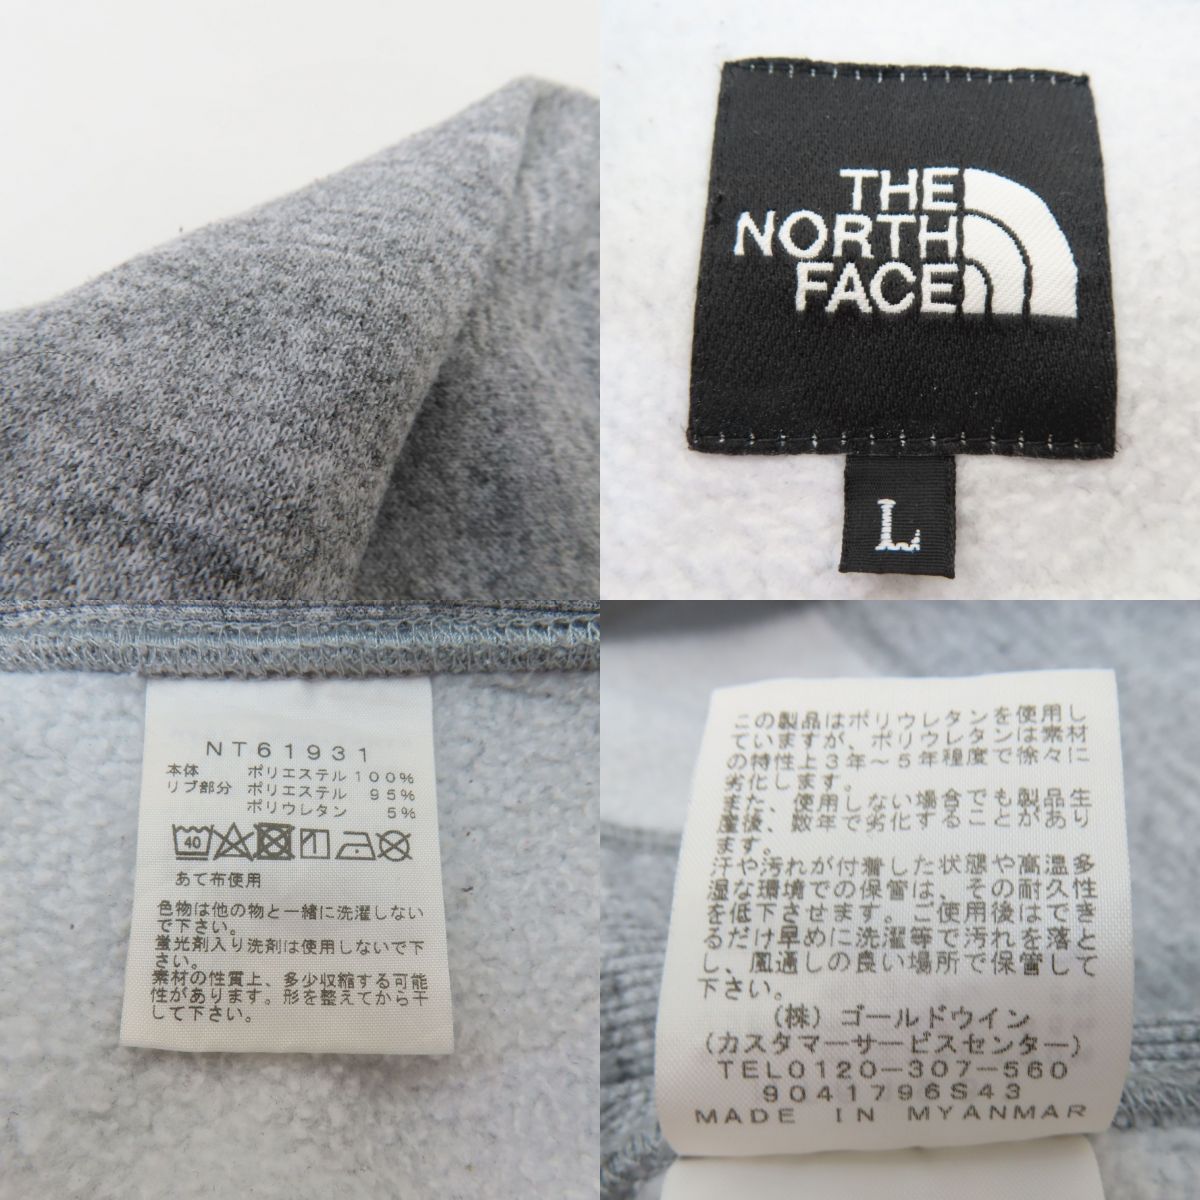 THE
NORTH
FACE
L
NT61931
本体 ポリエステル 100%
リブ部分 ポリエステル 95%
ポリウレタン 5%
40
あて布使用
色物は他の物と一緒に洗濯しない
で下さい。
蛍光剤入り洗剤は使用しないで下
さい。
素材の性質上、多少収縮する可能
性があります。形を整えてから干
して下さい。
この製品はポリウレタンを使用し
ていますが、ポリウレタンは素材
の特性上3年~5年程度で徐々に
劣化します。
また、使用しない場合でも製品生
産後、数年で劣化することがあり
ます。
汗や汚れが付着した状態や高温多
湿な環境での保管は、その耐久性
を低下させます。ご使用後はでき
るだけ早めに洗濯等で汚れを落と
し、風通しの良い場所で保管して
下さい。
(株)ゴールドウイン
(カスタマーサービスセンター)
TEL0120-307-560
9041796S43
MADE IN MYANMAR